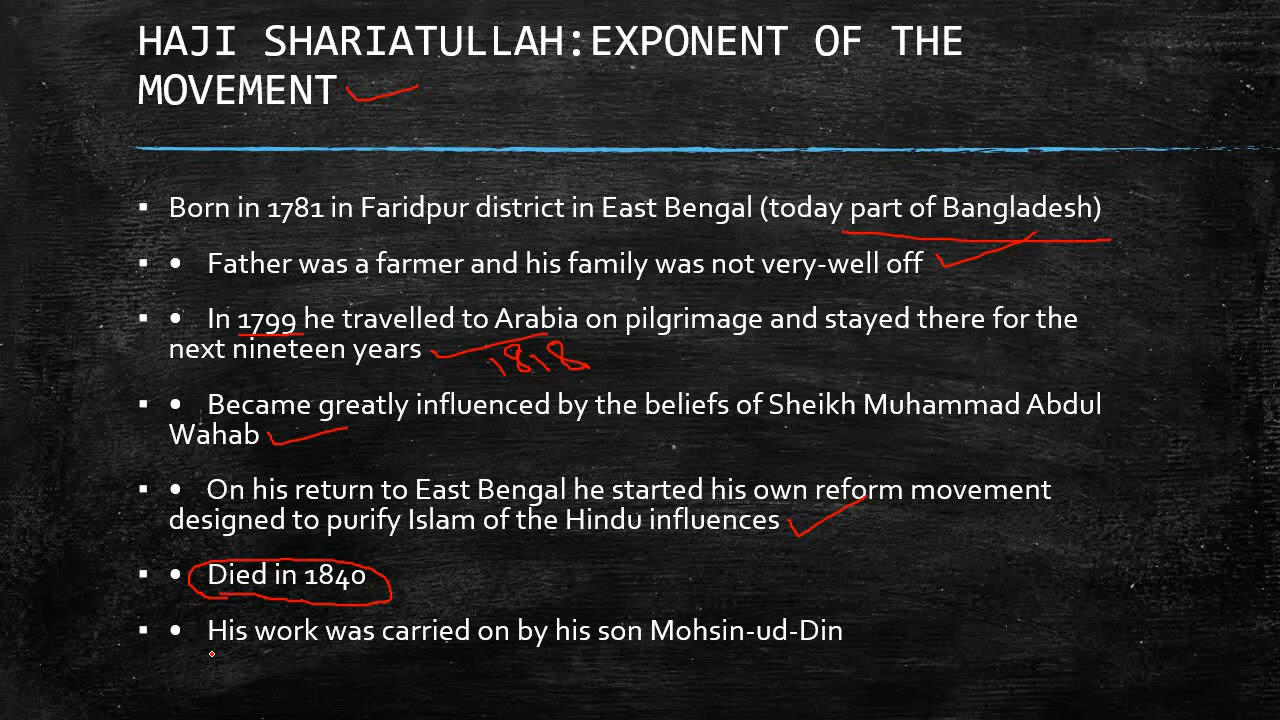 HAJI SHARIATULLAH:EXPONENT OF THE
MOVEMENT
▪ Born in 1781 in Faridpur district in East Bengal (today part of Bangladesh)
▪ • Father was a farmer and his family was not very-well off
▪ • In 1799 he travelled to Arabia on pilgrimage and stayed there for the
next nineteen years
1818
▪ • Became greatly influenced by the beliefs of Sheikh Muhammad Abdul
Wahab
▪ • On his return to East Bengal he started his own reform movement
designed to purify Islam of the Hindu influences
▪ • Died in 1840
▪ • His work was carried on by his son Mohsin-ud-Din